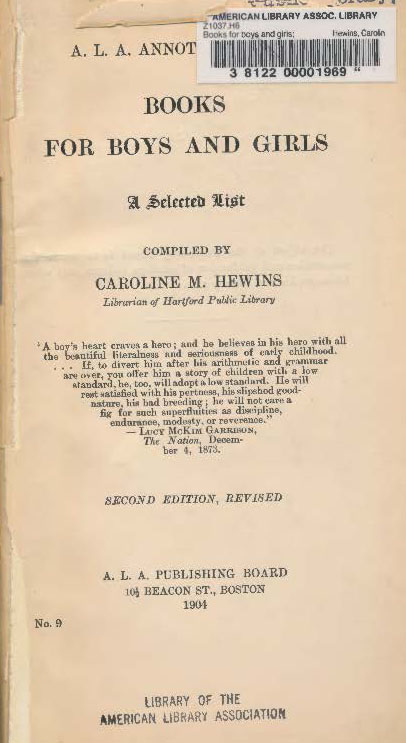 AMERICAN LIBRARY ASSOC. LIBRARY
Z1037.H6
Books for boys and girls; Hewins, Carolin
3 8122 00001969 "
A. L. A. ANNOT
BOOKS
FOR BOYS AND GIRLS
A Selected List
COMPILED BY
CAROLINE M. HEWINS
Librarian of Hartford Public Library
"A boy's heart craves a hero; and he believes in his hero with all
the beautiful literalness and seriousness of early childhood.
. . . If, to divert him after his arithmetic and grammar
are over, you offer him a story of children with a low
standard, he, too, will adopt a low standard. He will
rest satisfied with his pertness, his slipshod good-
nature, his bad breeding; he will not care a
fig for such superfluities as discipline,
endurance, modesty, or reverence."
— LUCY MCKIM GARRISON,
The Nation, Decem-
ber 4, 1873.
SECOND EDITION, REVISED
A. L. A. PUBLISHING BOARD
10½ BEACON ST., BOSTON
1904
No. 9
LIBRARY OF THE
AMERICAN LIBRARY ASSOCIATION